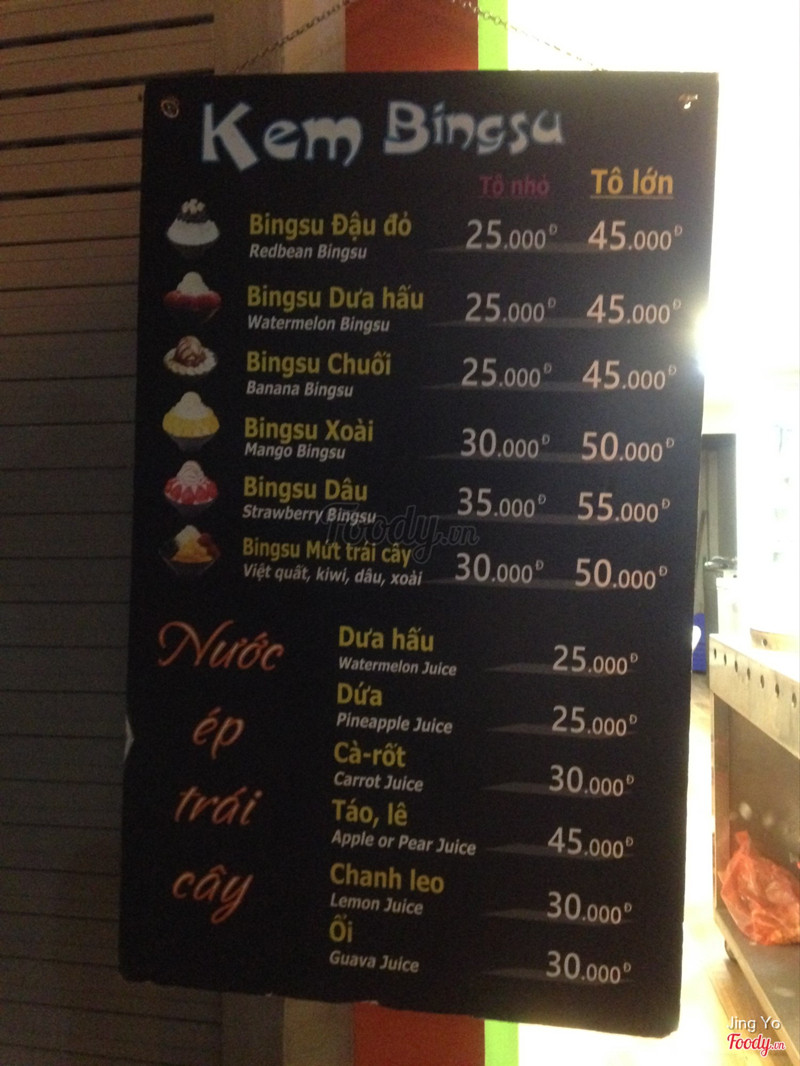 Kem Bingsu
Tô nhỏ Tô lớn
Bingsu Đậu đỏ 25.000Đ 45.000Đ
Redbean Bingsu
Bingsu Dưa hấu 25.000Đ 45.000Đ
Watermelon Bingsu
Bingsu Chuối 25.000Đ 45.000Đ
Banana Bingsu
Bingsu Xoài 30.000Đ 50.000Đ
Mango Bingsu
Bingsu Dâu 35.000Đ 55.000Đ
Strawberry Bingsu
Foody.vn
Bingsu Mứt trái cây 30.000Đ 50.000Đ
Việt quất, kiwi, dâu, xoài
Nước
ép
trái
cây
Dưa hấu 25.000Đ
Watermelon Juice
Dứa 25.000Đ
Pineapple Juice
Cà-rốt 30.000Đ
Carrot Juice
Táo, lê 45.000Đ
Apple or Pear Juice
Chanh leo 30.000Đ
Lemon Juice
Ổi 30.000Đ
Guava Juice
Jing Yo
Foody.vn